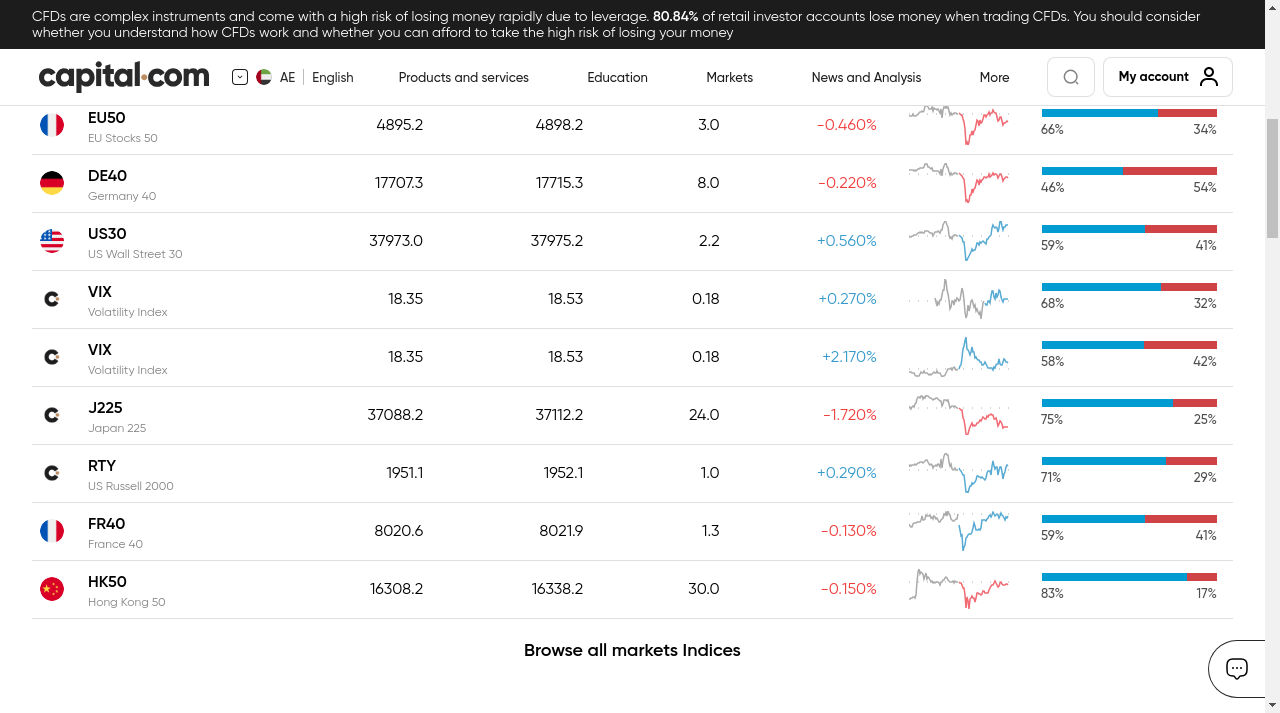 CFDs are complex instruments and come with a high risk of losing money rapidly due to leverage. 80.84% of retail investor accounts lose money when trading CFDs. You should consider
whether you understand how CFDs work and whether you can afford to take the high risk of losing your money
capital.com AE English Products and services Education Markets News and Analysis More My account
EU50 4895.2 4898.2 3.0 -0.460%
EU Stocks 50 66% 34%
DE40 17707.3 17715.3 8.0 -0.220%
Germany 40 46% 54%
US30 37973.0 37975.2 2.2 +0.560%
US Wall Street 30 59% 41%
VIX 18.35 18.53 0.18 +0.270%
Volatility Index 68% 32%
VIX 18.35 18.53 0.18 +2.170%
Volatility Index 58% 42%
J225 37088.2 37112.2 24.0 -1.720%
Japan 225 75% 25%
RTY 1951.1 1952.1 1.0 +0.290%
US Russell 2000 71% 29%
FR40 8020.6 8021.9 1.3 -0.130%
France 40 59% 41%
HK50 16308.2 16338.2 30.0 -0.150%
Hong Kong 50 83% 17%
Browse all markets Indices